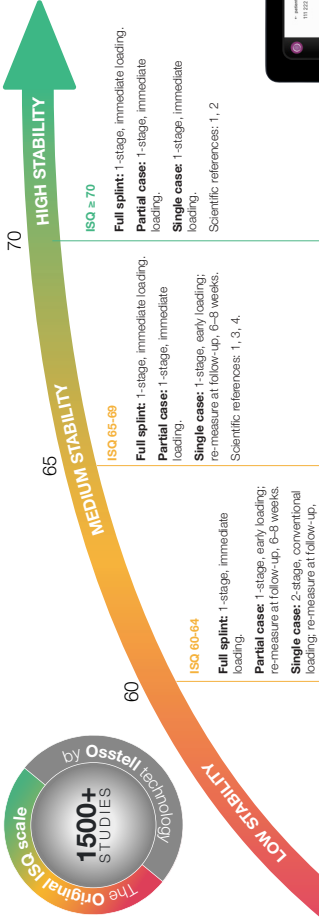 The Original ISQ scale
by Osstell technology
1500+
STUDIES
LOW STABILITY
60
MEDIUM STABILITY
65
70
HIGH STABILITY
ISQ 60-64
Full splint: 1-stage, immediate
loading.
Partial case: 1-stage, early loading;
re-measure at follow-up, 6–8 weeks.
Single case: 2-stage, conventional
loading; re-measure at follow-up,
ISQ 65-69
Full splint: 1-stage, immediate loading.
Partial case: 1-stage, immediate
loading.
Single case: 1-stage, early loading;
re-measure at follow-up, 6–8 weeks.
Scientific references: 1, 3, 4.
ISQ ≥ 70
Full splint: 1-stage, immediate loading.
Partial case: 1-stage, immediate
loading.
Single case: 1-stage, immediate
loading.
Scientific references: 1, 2
111 222